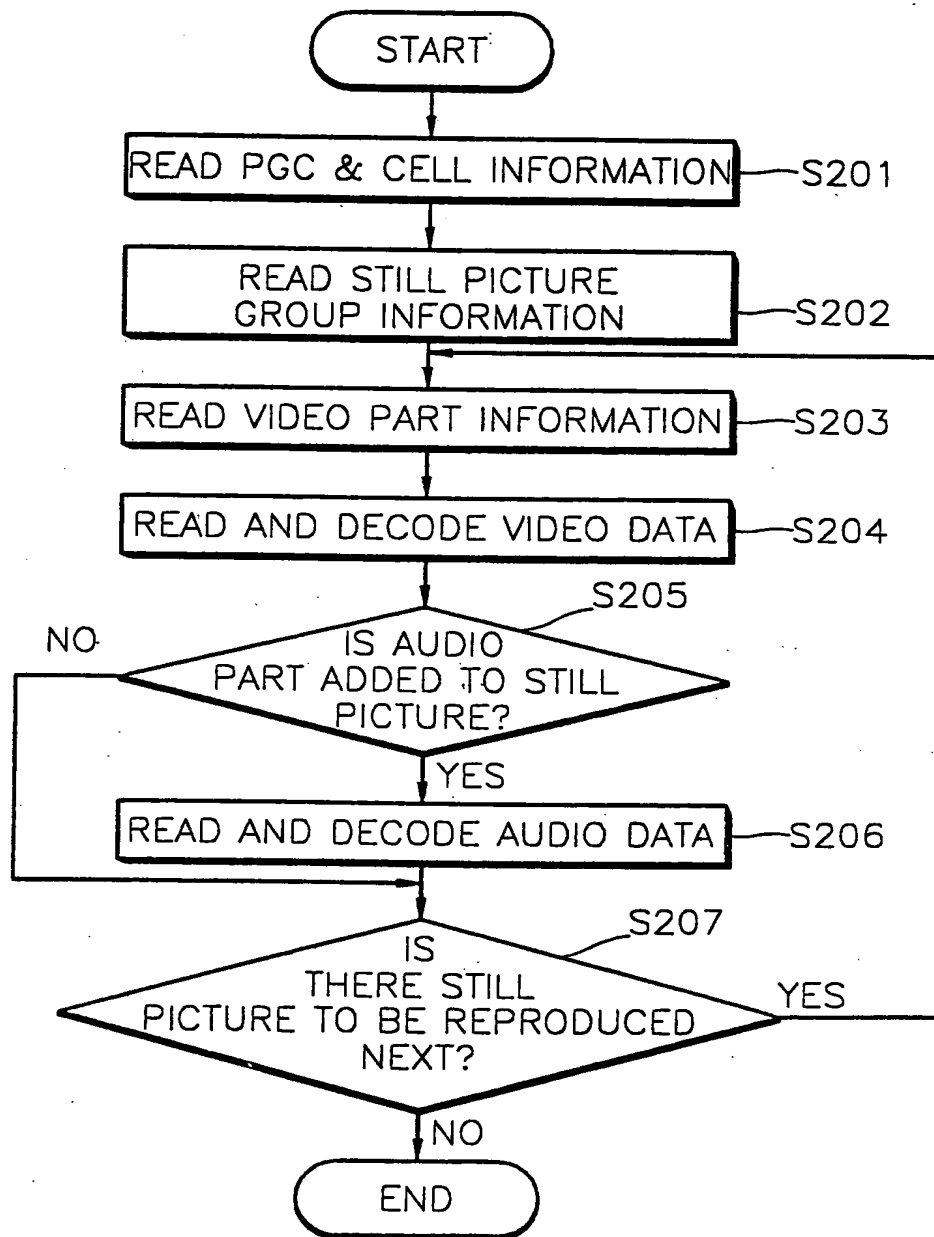 START
READ PGC & CELL INFORMATION
S201
READ STILL PICTURE
GROUP INFORMATION
S202
READ VIDEO PART INFORMATION
S203
READ AND DECODE VIDEO DATA
S204
S205
NO
IS AUDIO
PART ADDED TO STILL
PICTURE?
YES
READ AND DECODE AUDIO DATA
S206
S207
IS
THERE STILL
PICTURE TO BE REPRODUCED
NEXT?
YES
NO
END